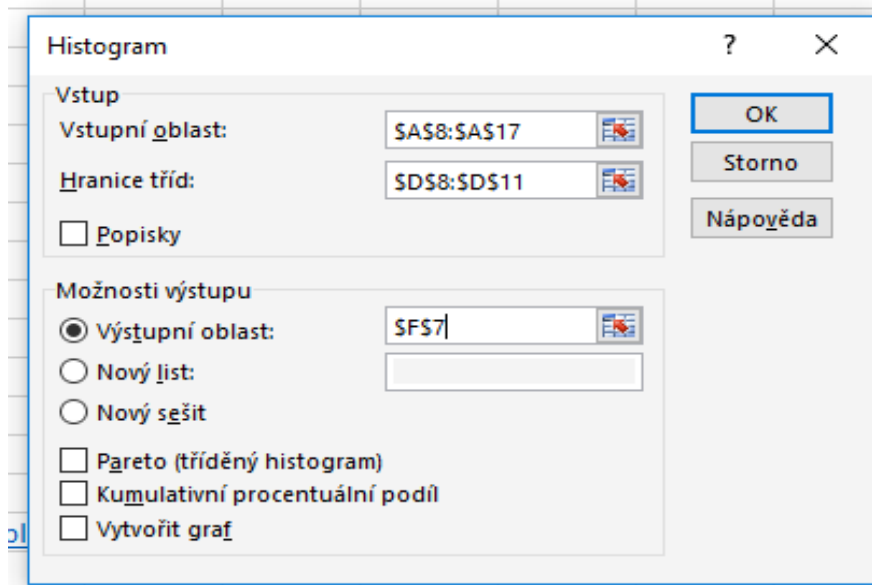 Histogram
? ×
Vstup
Vstupní oblast: $A$8:$A$17
Hranice tříd: $D$8:$D$11
Popisky
OK
Storno
Nápověda
Možnosti výstupu
Výstupní oblast: $F$7
Nový list:
Nový sešit
Pareto (tříděný histogram)
Kumulativní procentuální podíl
Vytvořit graf
ol